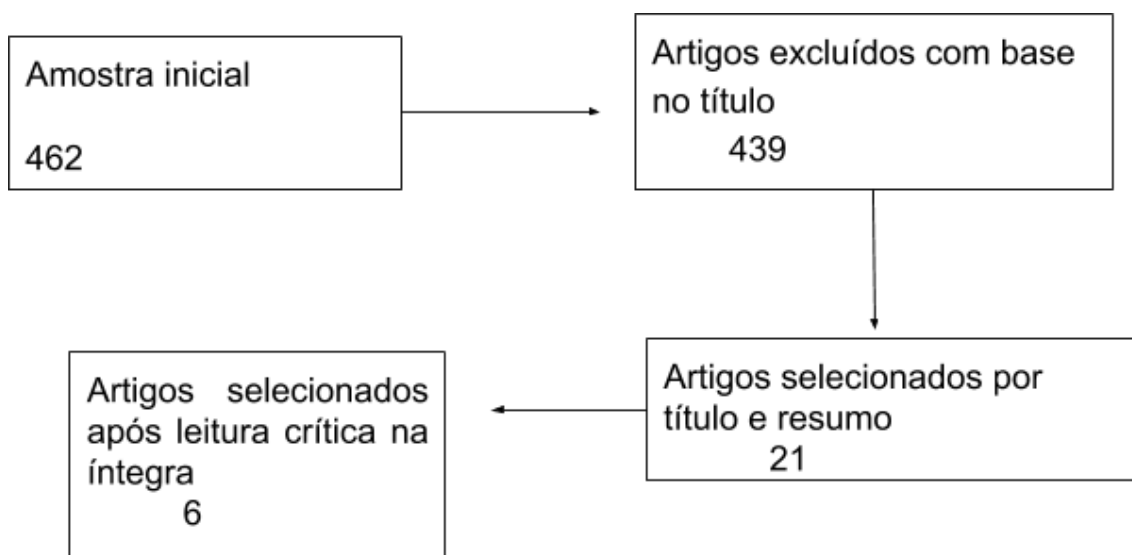 Amostra inicial
462
Artigos excluídos com base
no título
439
Artigos selecionados por
título e resumo
21
Artigos selecionados
após leitura crítica na
íntegra
6